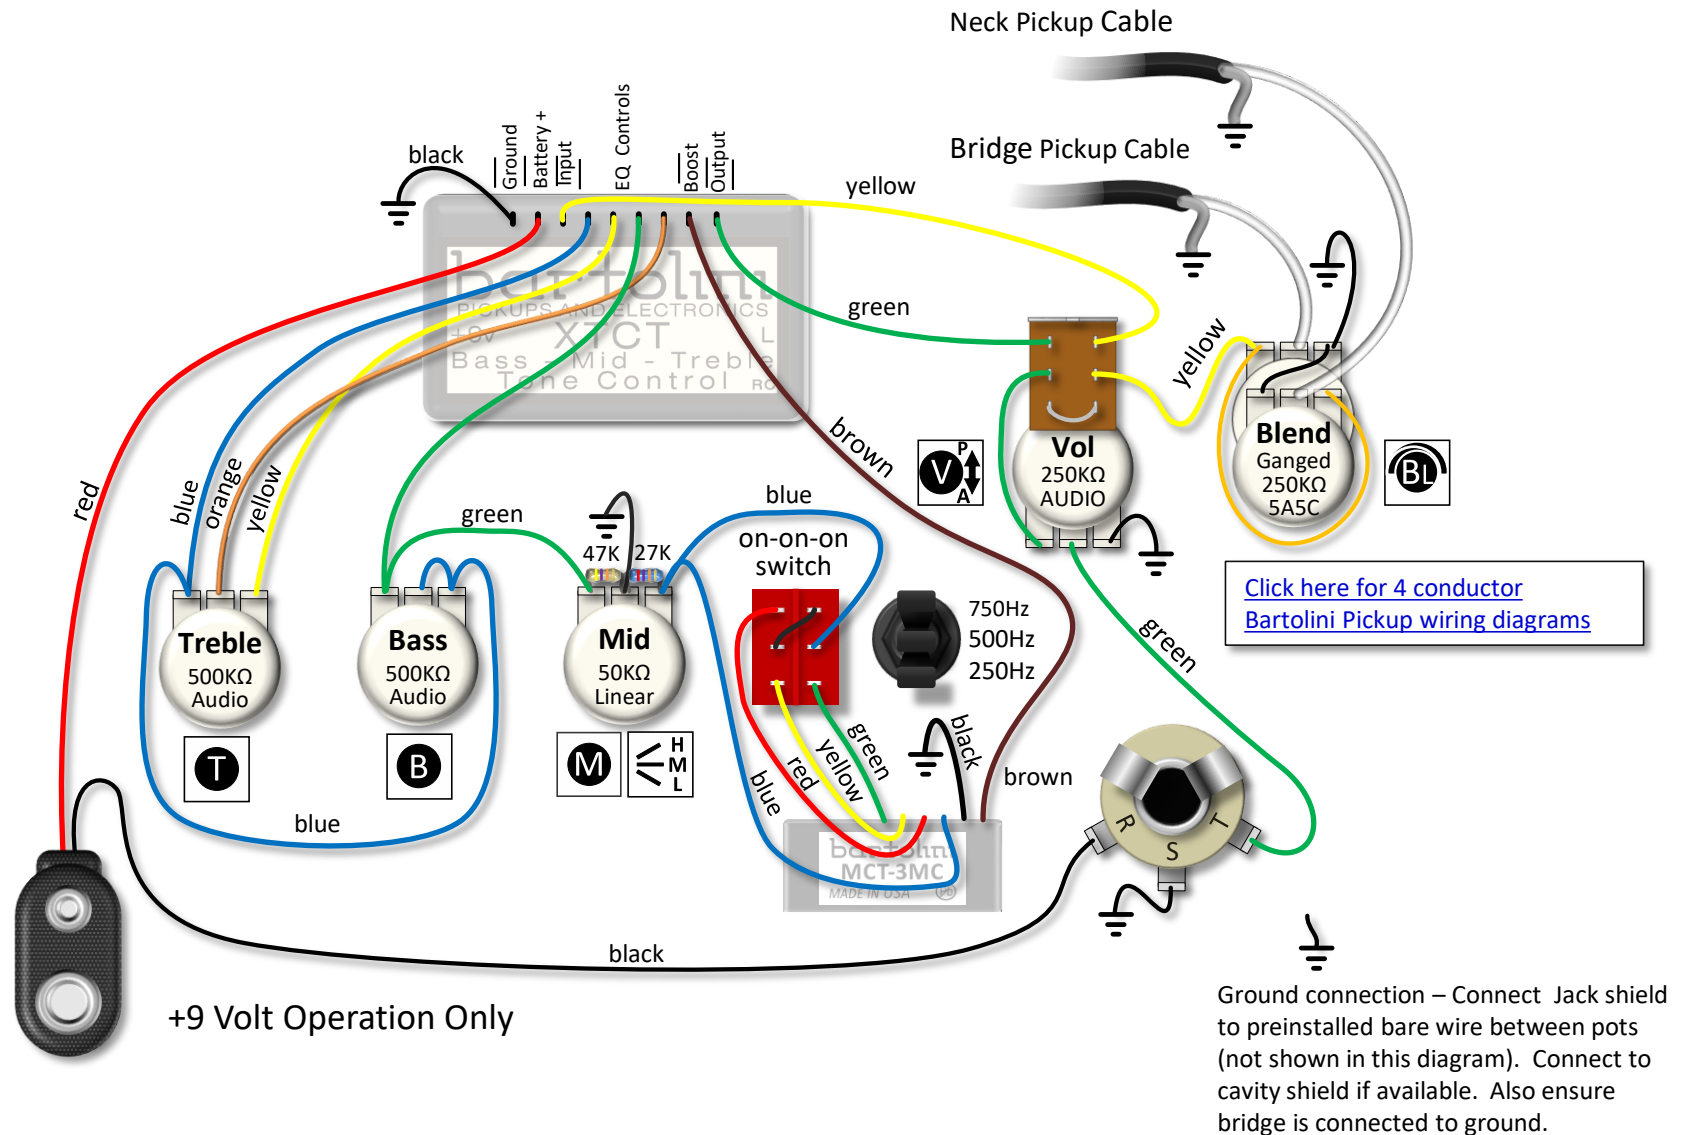 Neck Pickup Cable
Bridge Pickup Cable
black
Ground
Battery +
Input
EQ Controls
Boost
Output
yellow
green
bartolini
PICKUPS AND ELECTRONICS
+9v XTCT L
Bass - Mid - Treble
Tone Control RC
red
blue
orange
yellow
green
brown
yellow
blue
47K
27K
on-on-on
switch
Treble
500KΩ
Audio
T
Bass
500KΩ
Audio
B
Mid
50KΩ
Linear
M
H
M
L
750Hz
500Hz
250Hz
V
P
A
Vol
250KΩ
AUDIO
Blend
Ganged
250KΩ
5A5C
BL
Click here for 4 conductor
Bartolini Pickup wiring diagrams
green
blue
blue
red
yellow
green
black
brown
bartolini
MCT-3MC
MADE IN USA
R
T
S
black
+9 Volt Operation Only
Ground connection – Connect Jack shield
to preinstalled bare wire between pots
(not shown in this diagram). Connect to
cavity shield if available. Also ensure
bridge is connected to ground.